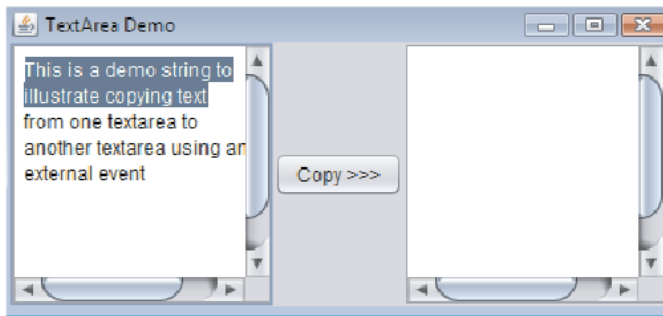 TextArea Demo
This is a demo string to
illustrate copying text
from one textarea to
another textarea using an
external event
Copy >>>